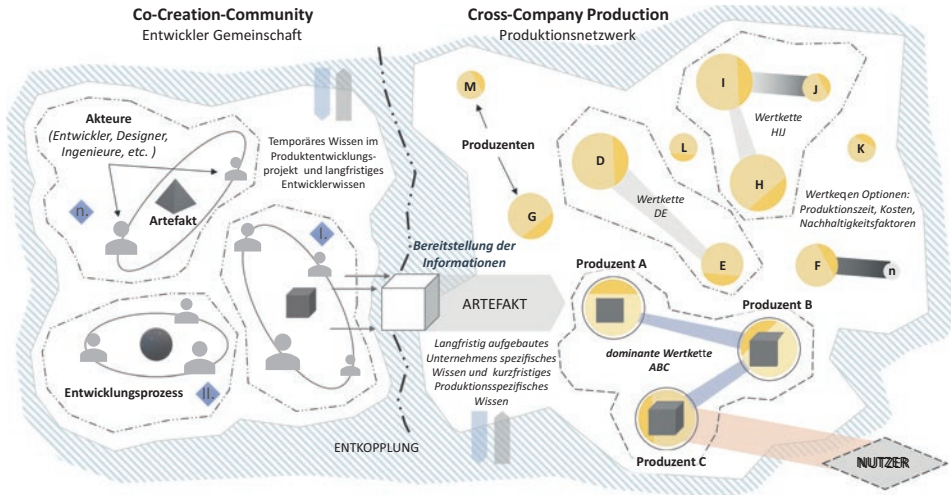 Co-Creation-Community
Entwickler Gemeinschaft
Cross-Company Production
Produktionsnetzwerk
Akteure
(Entwickler, Designer,
Ingenieure, etc. )
Artefakt
n.
Temporäres Wissen im
Produktentwicklungs-
projekt und langfristiges
Entwicklerwissen
I.
Entwicklungsprozess
II.
Bereitstellung der
Informationen
ARTEFAKT
Langfristig aufgebautes
Unternehmens spezifisches
Wissen und kurzfristiges
Produktionsspezifisches
Wissen
ENTKOPPLUNG
M
Produzenten
G
D
L
Wertkette
DE
E
I
J
Wertkette
HIJ
H
K
Wertkeqen Optionen:
Produktionszeit, Kosten,
Nachhaltigkeitsfaktoren
F
n
Produzent A
Produzent B
dominante Wertkette
ABC
Produzent C
NUTZER